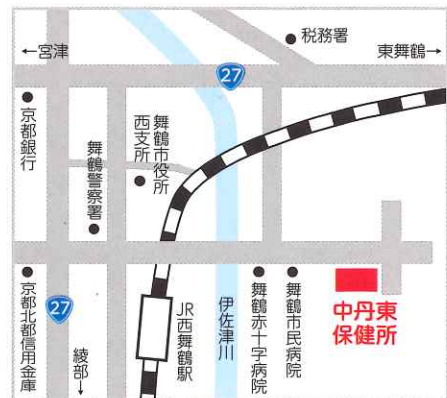 税務署
←宮津
東舞鶴→
27
京都銀行
舞鶴警察署
舞鶴市役所
西支所
京都北都信用金庫
27
綾部→
JR西舞鶴駅
伊佐津川
舞鶴赤十字病院
舞鶴市民病院
中丹東
保健所